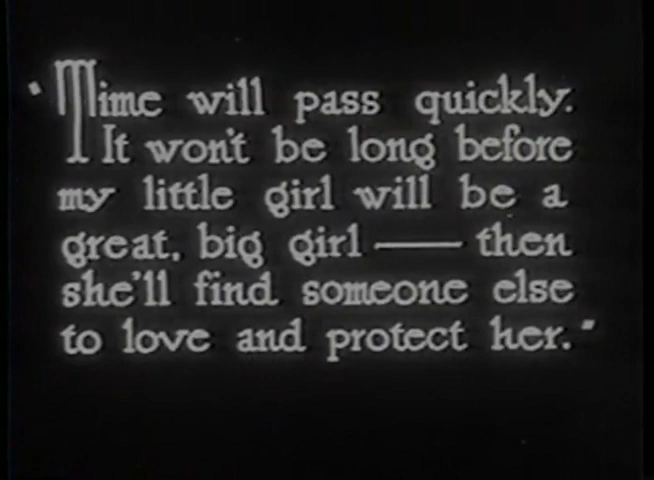 "Time will pass quickly.
It won't be long before
my little girl will be a
great, big girl — then
she'll find someone else
to love and protect her."